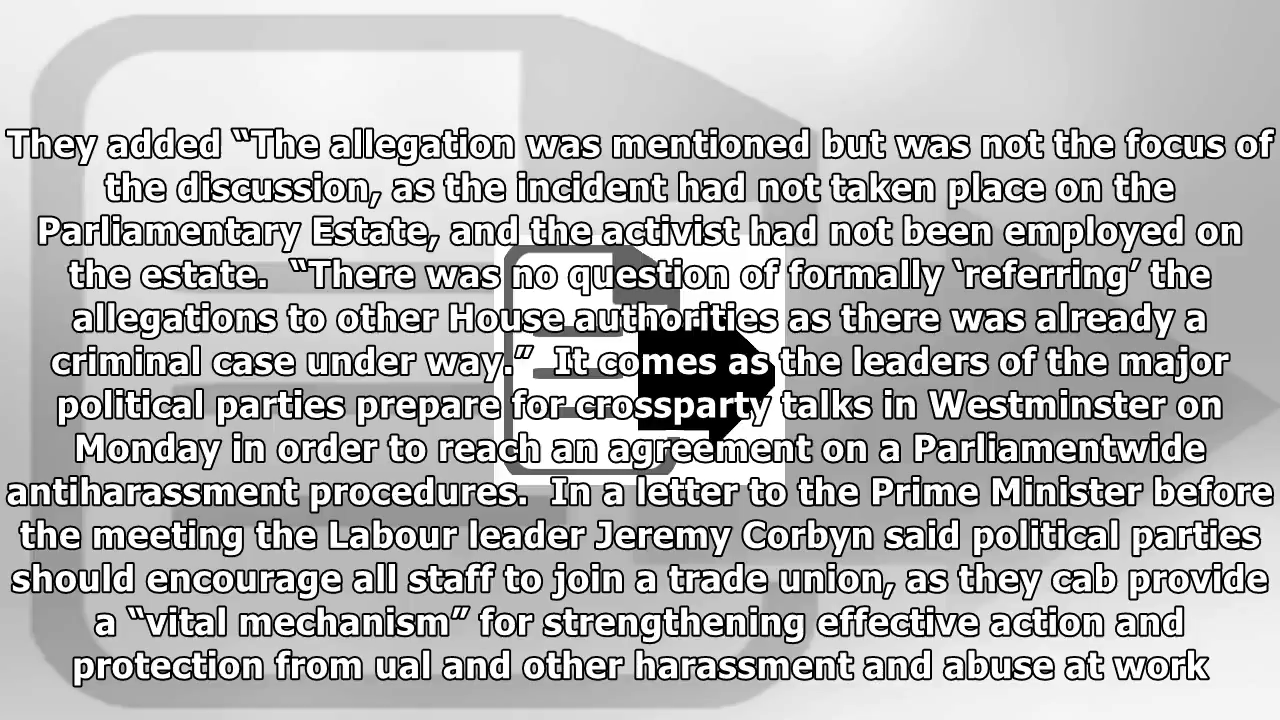 They added “The allegation was mentioned but was not the focus of
the discussion, as the incident had not taken place on the
Parliamentary Estate, and the activist had not been employed on
the estate.  “There was no question of formally ‘referring’ the
allegations to other House authorities as there was already a
criminal case under way.”  It comes as the leaders of the major
political parties prepare for crossparty talks in Westminster on
Monday in order to reach an agreement on a Parliamentwide
antiharassment procedures.  In a letter to the Prime Minister before
the meeting the Labour leader Jeremy Corbyn said political parties
should encourage all staff to join a trade union, as they cab provide
a “vital mechanism” for strengthening effective action and
protection from ual and other harassment and abuse at work